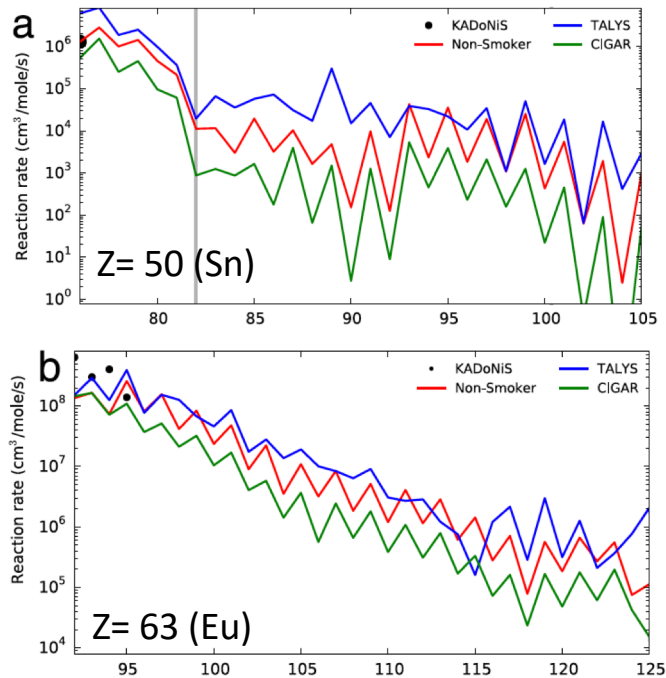 a
Reaction rate (cm³/mole/s)
10⁶
10⁵
10⁴
10³
10²
10¹
10⁰
KADoNiS
Non-Smoker
TALYS
CIGAR
Z= 50 (Sn)
80 85 90 95 100 105
b
Reaction rate (cm³/mole/s)
10⁸
10⁷
10⁶
10⁵
10⁴
KADoNiS
Non-Smoker
TALYS
CIGAR
Z= 63 (Eu)
95 100 105 110 115 120 125